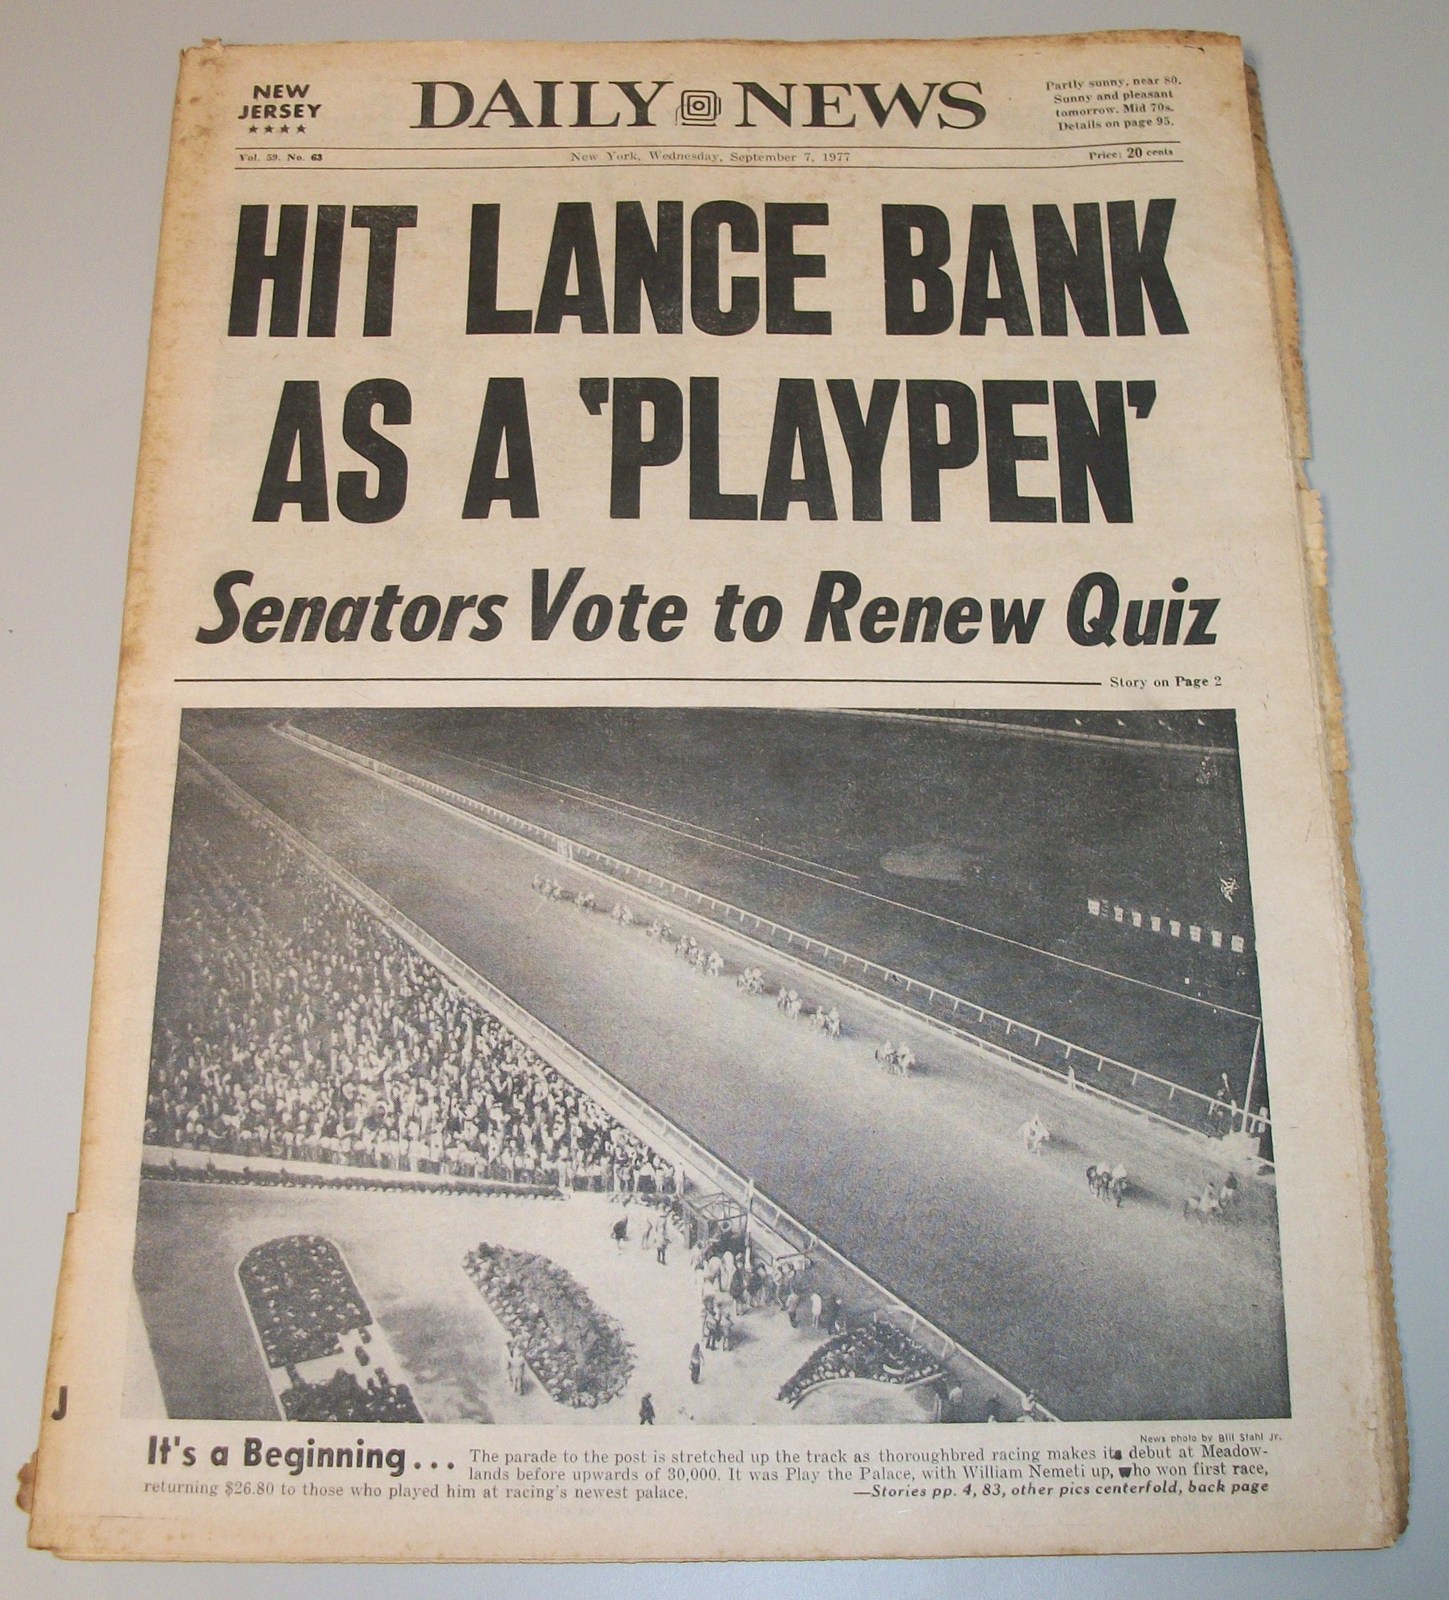 NEW
JERSEY
★★★★
DAILY NEWS
Partly sunny, near 80.
Sunny and pleasant
tomorrow. Mid 70s.
Details on page 95.
Vol. 59. No. 63
New York, Wednesday, September 7, 1977
Price: 20 cents
HIT LANCE BANK
AS A 'PLAYPEN'
Senators Vote to Renew Quiz
Story on Page 2
J
News photo by Bill Stahl Jr.
It's a Beginning... The parade to the post is stretched up the track as thoroughbred racing makes its debut at Meadow-
lands before upwards of 30,000. It was Play the Palace, with William Nemeti up, who won first race,
returning $26.80 to those who played him at racing's newest palace. —Stories pp. 4, 83, other pics centerfold, back page